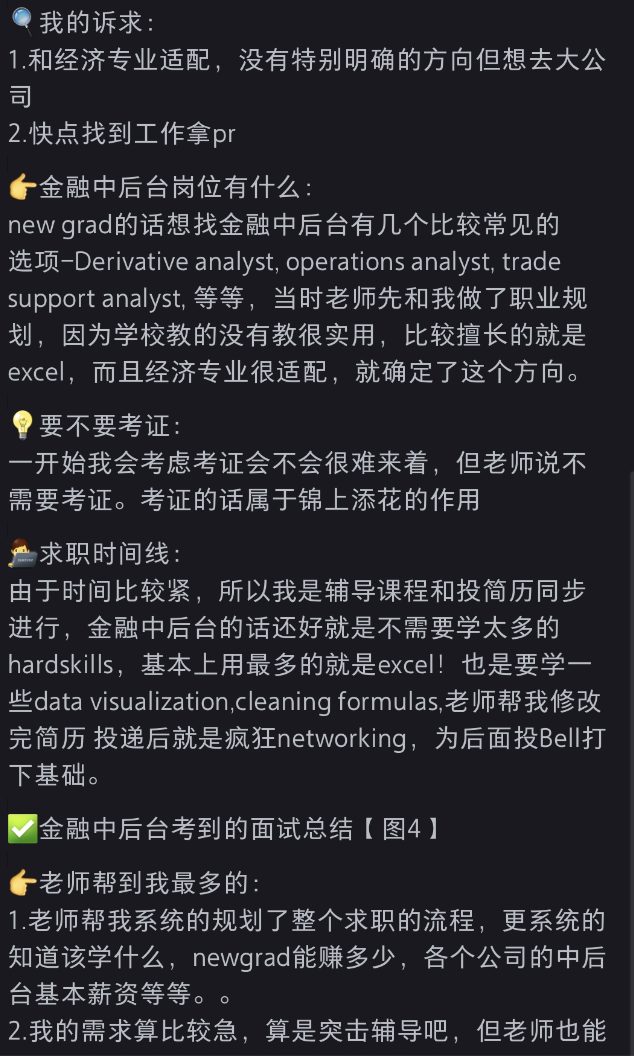 🔍我的诉求：
1.和经济专业适配，没有特别明确的方向但想去大公
司
2.快点找到工作拿pr
👉金融中后台岗位有什么：
new grad的话想找金融中后台有几个比较常见的
选项-Derivative analyst, operations analyst, trade
support analyst, 等等，当时老师先和我做了职业规
划，因为学校教的没有教很实用，比较擅长的就是
excel，而且经济专业很适配，就确定了这个方向。
💡要不要考证：
一开始我会考虑考证会不会很难来着，但老师说不
需要考证。考证的话属于锦上添花的作用
🧑‍💻求职时间线：
由于时间比较紧，所以我是辅导课程和投简历同步
进行，金融中后台的话还好就是不需要学太多的
hardskills，基本上用最多的就是excel！也是要学一
些data visualization,cleaning formulas,老师帮我修改
完简历 投递后就是疯狂networking，为后面投Bell打
下基础。
✅金融中后台考到的面试总结【图4】
👉老师帮到我最多的：
1.老师帮我系统的规划了整个求职的流程，更系统的
知道该学什么，newgrad能赚多少，各个公司的中后
台基本薪资等等。。
2.我的需求算比较急，算是突击辅导吧，但老师也能